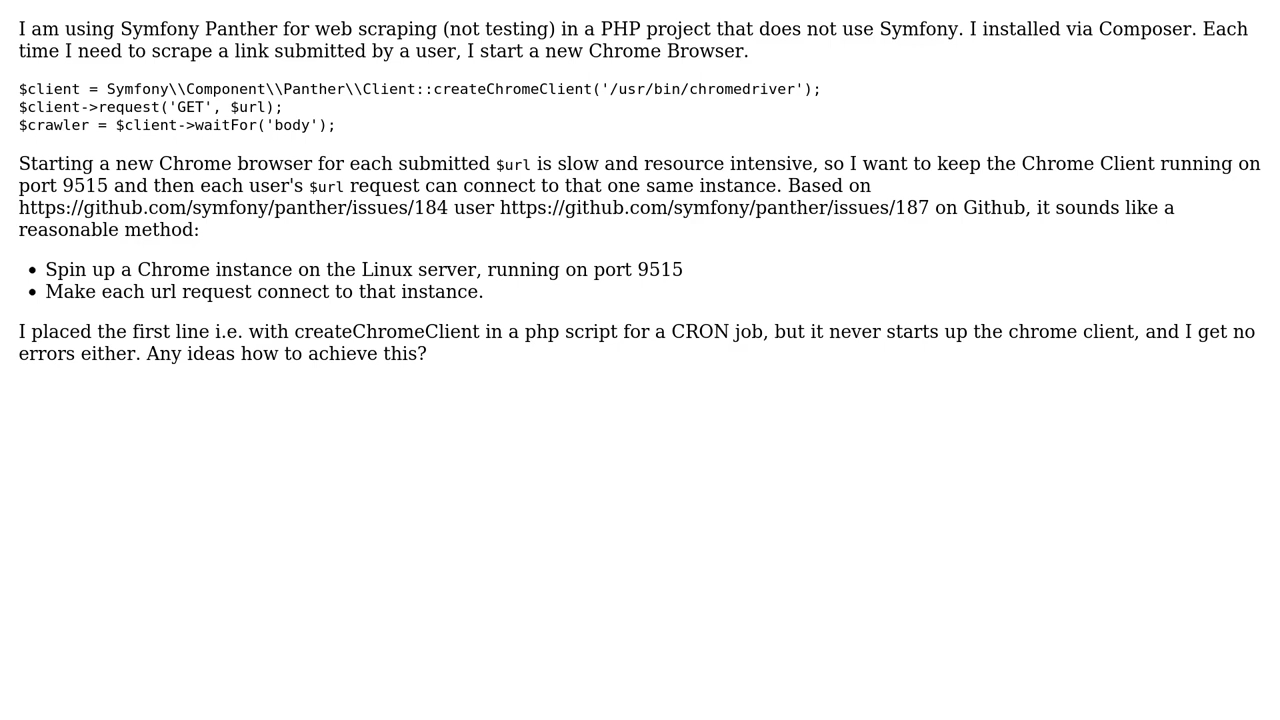 I am using Symfony Panther for web scraping (not testing) in a PHP project that does not use Symfony. I installed via Composer. Each
time I need to scrape a link submitted by a user, I start a new Chrome Browser.
$client = Symfony\\Component\\Panther\\Client::createChromeClient('/usr/bin/chromedriver');
$client->request('GET', $url);
$crawler = $client->waitFor('body');
Starting a new Chrome browser for each submitted $url is slow and resource intensive, so I want to keep the Chrome Client running on
port 9515 and then each user's $url request can connect to that one same instance. Based on
https://github.com/symfony/panther/issues/184 user https://github.com/symfony/panther/issues/187 on Github, it sounds like a
reasonable method:
• Spin up a Chrome instance on the Linux server, running on port 9515
• Make each url request connect to that instance.
I placed the first line i.e. with createChromeClient in a php script for a CRON job, but it never starts up the chrome client, and I get no
errors either. Any ideas how to achieve this?